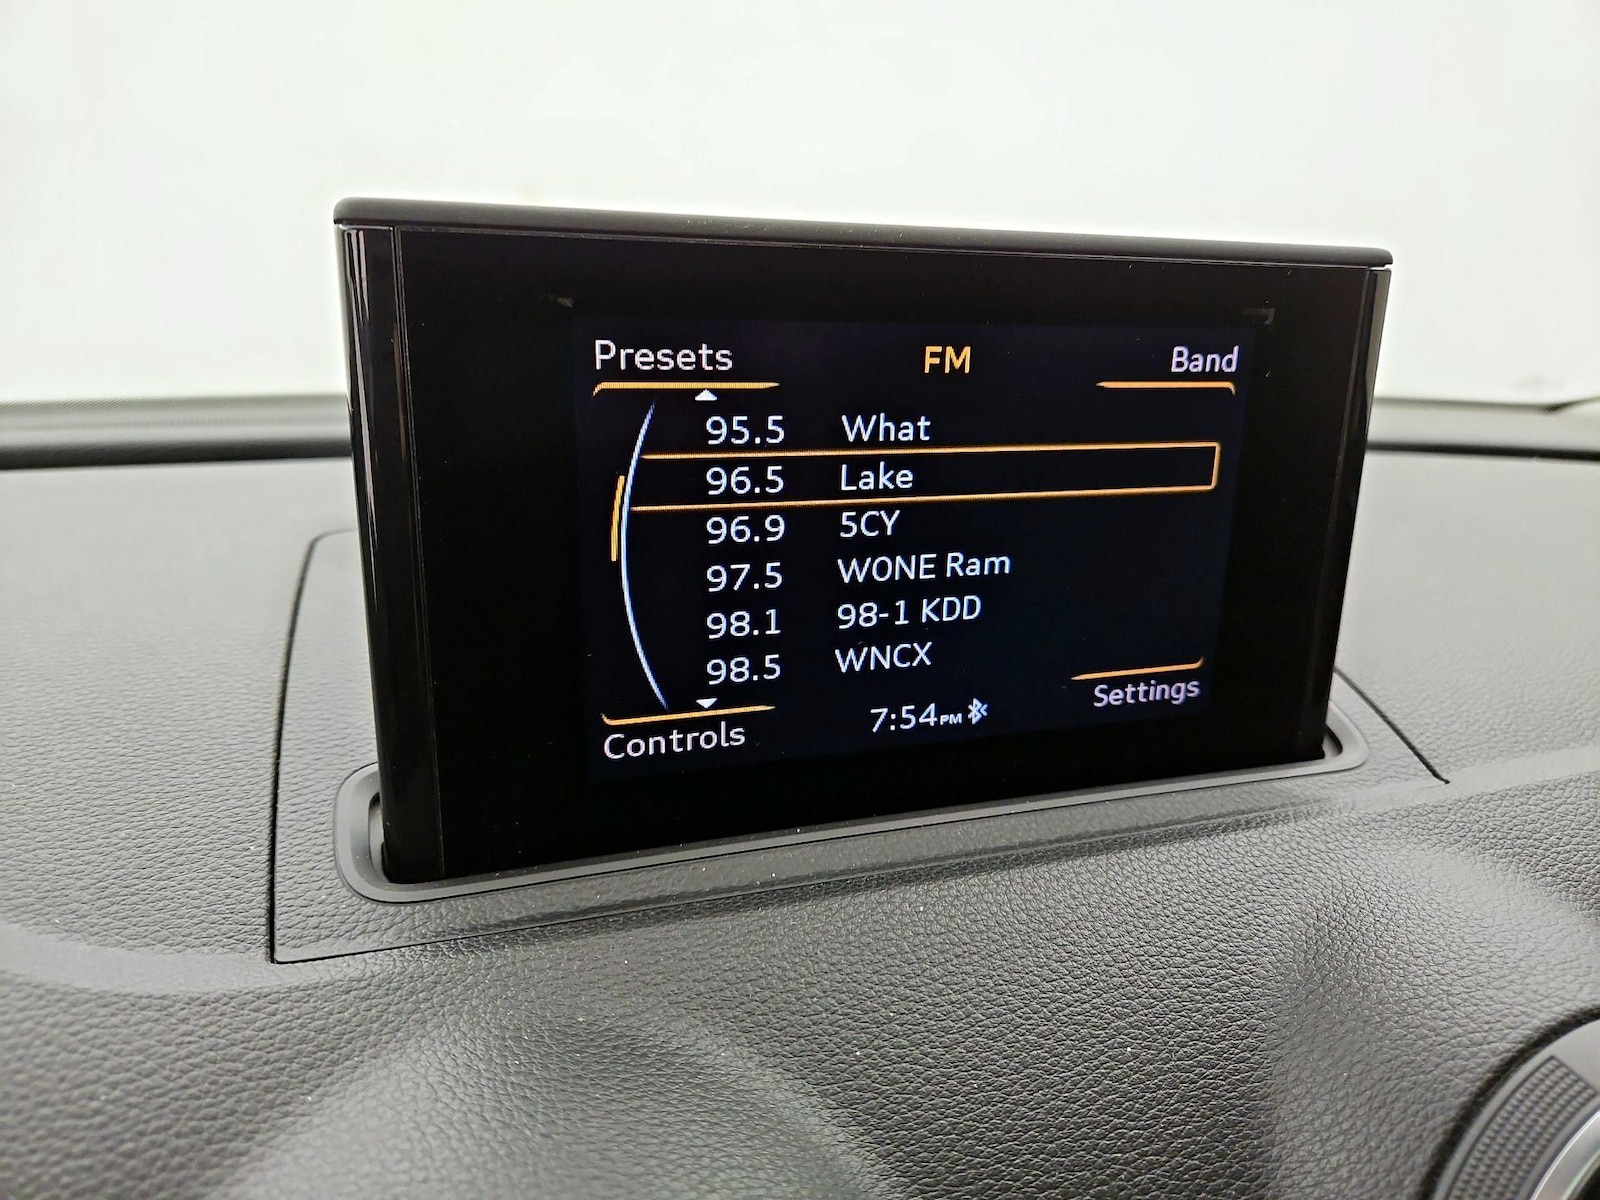 Presets FM Band
95.5 What
96.5 Lake
96.9 5CY
97.5 WONE Ram
98.1 98-1 KDD
98.5 WNCX
Settings
Controls 7:54PM